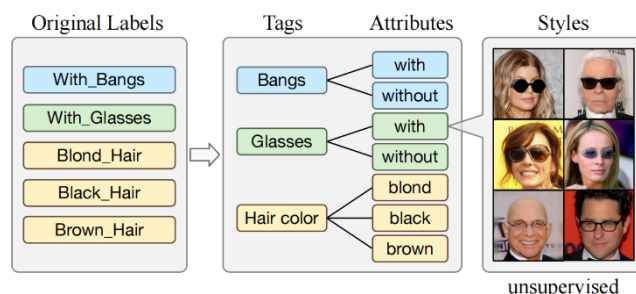 Original Labels
Tags
Attributes
Styles
With_Bangs
With_Glasses
Blond_Hair
Black_Hair
Brown_Hair
Bangs
with
without
Glasses
with
without
Hair color
blond
black
brown
unsupervised